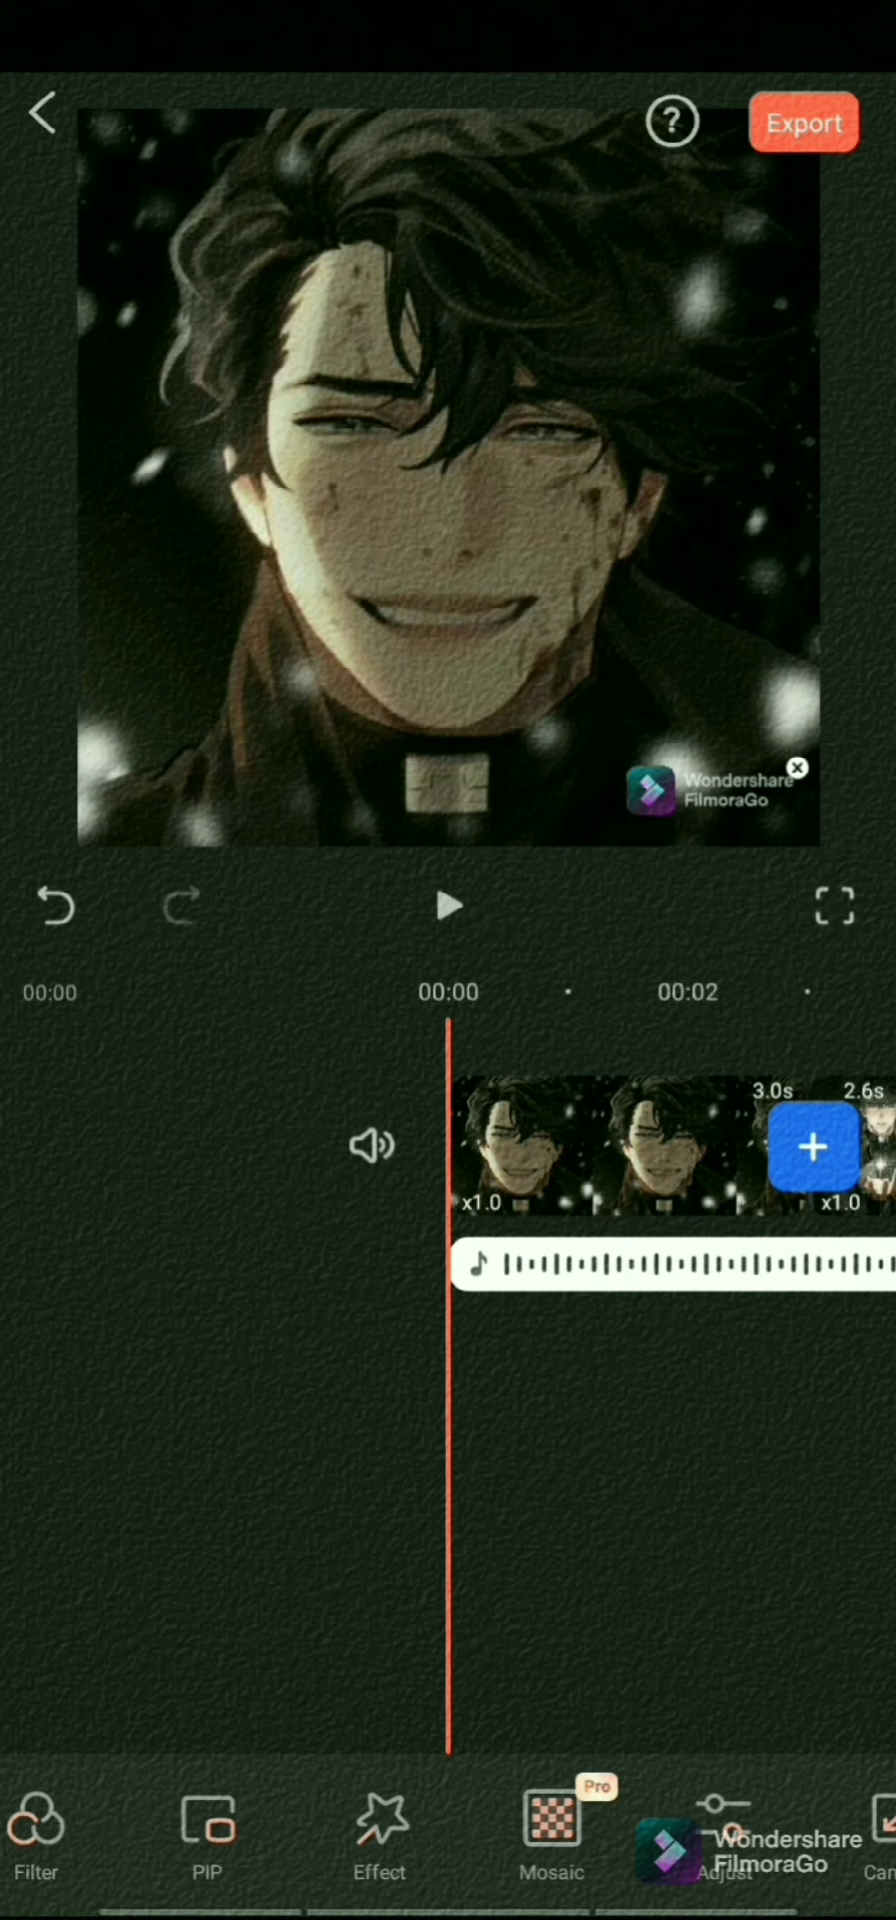 ?
Export
Wondershare
FilmoraGo
00:00
00:00
00:02
3.0s
2.6s
x1.0
x1.0
Pro
Filter
PIP
Effect
Mosaic
Adjust
Can
Wondershare
FilmoraGo